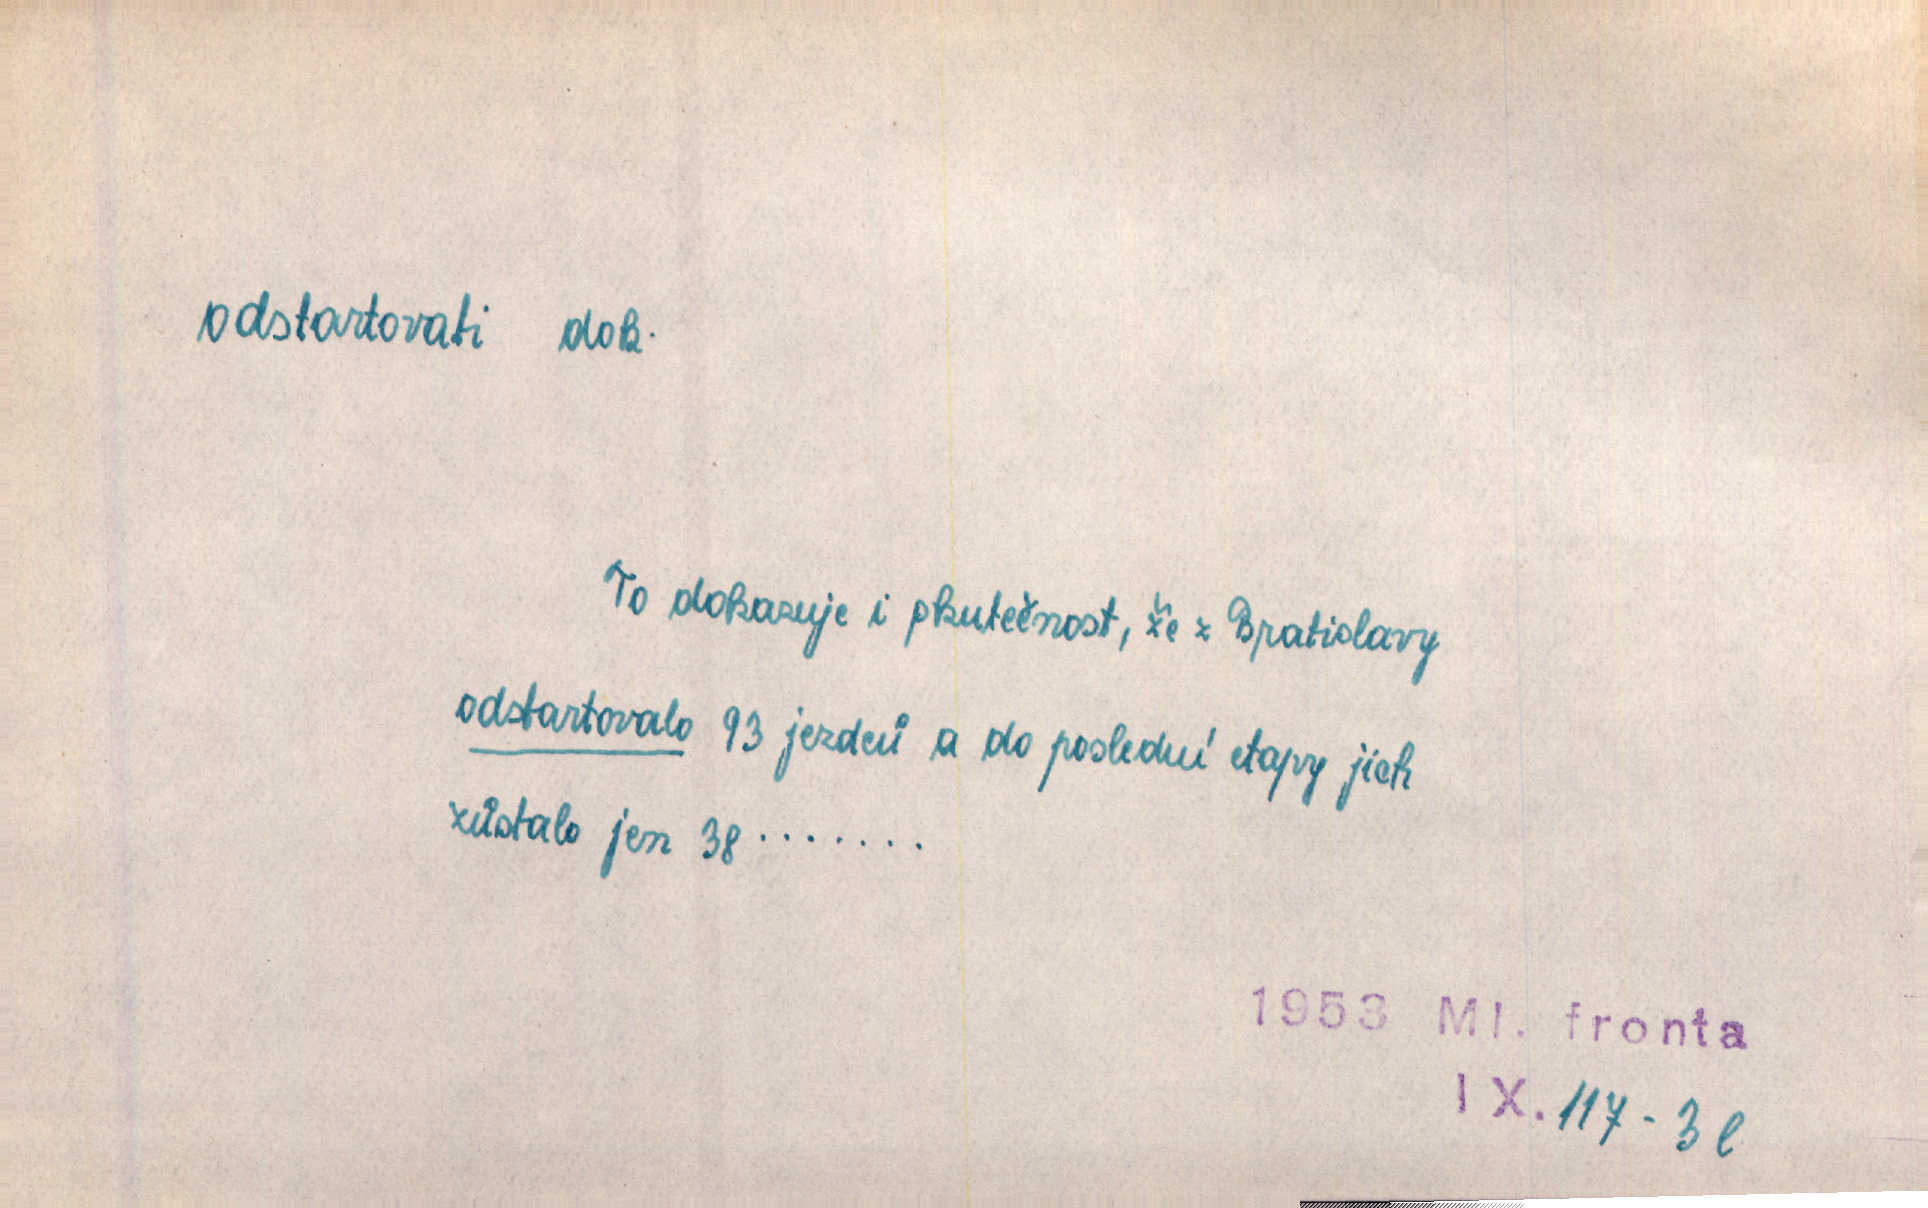 odstartovati dok.
To dokazuje i skutečnost, že z Bratislavy
odstartovalo 93 jezdců a do poslední etapy jich
zůstalo jen 38 .......
1953 Ml. fronta
IX. 117 - 3 l